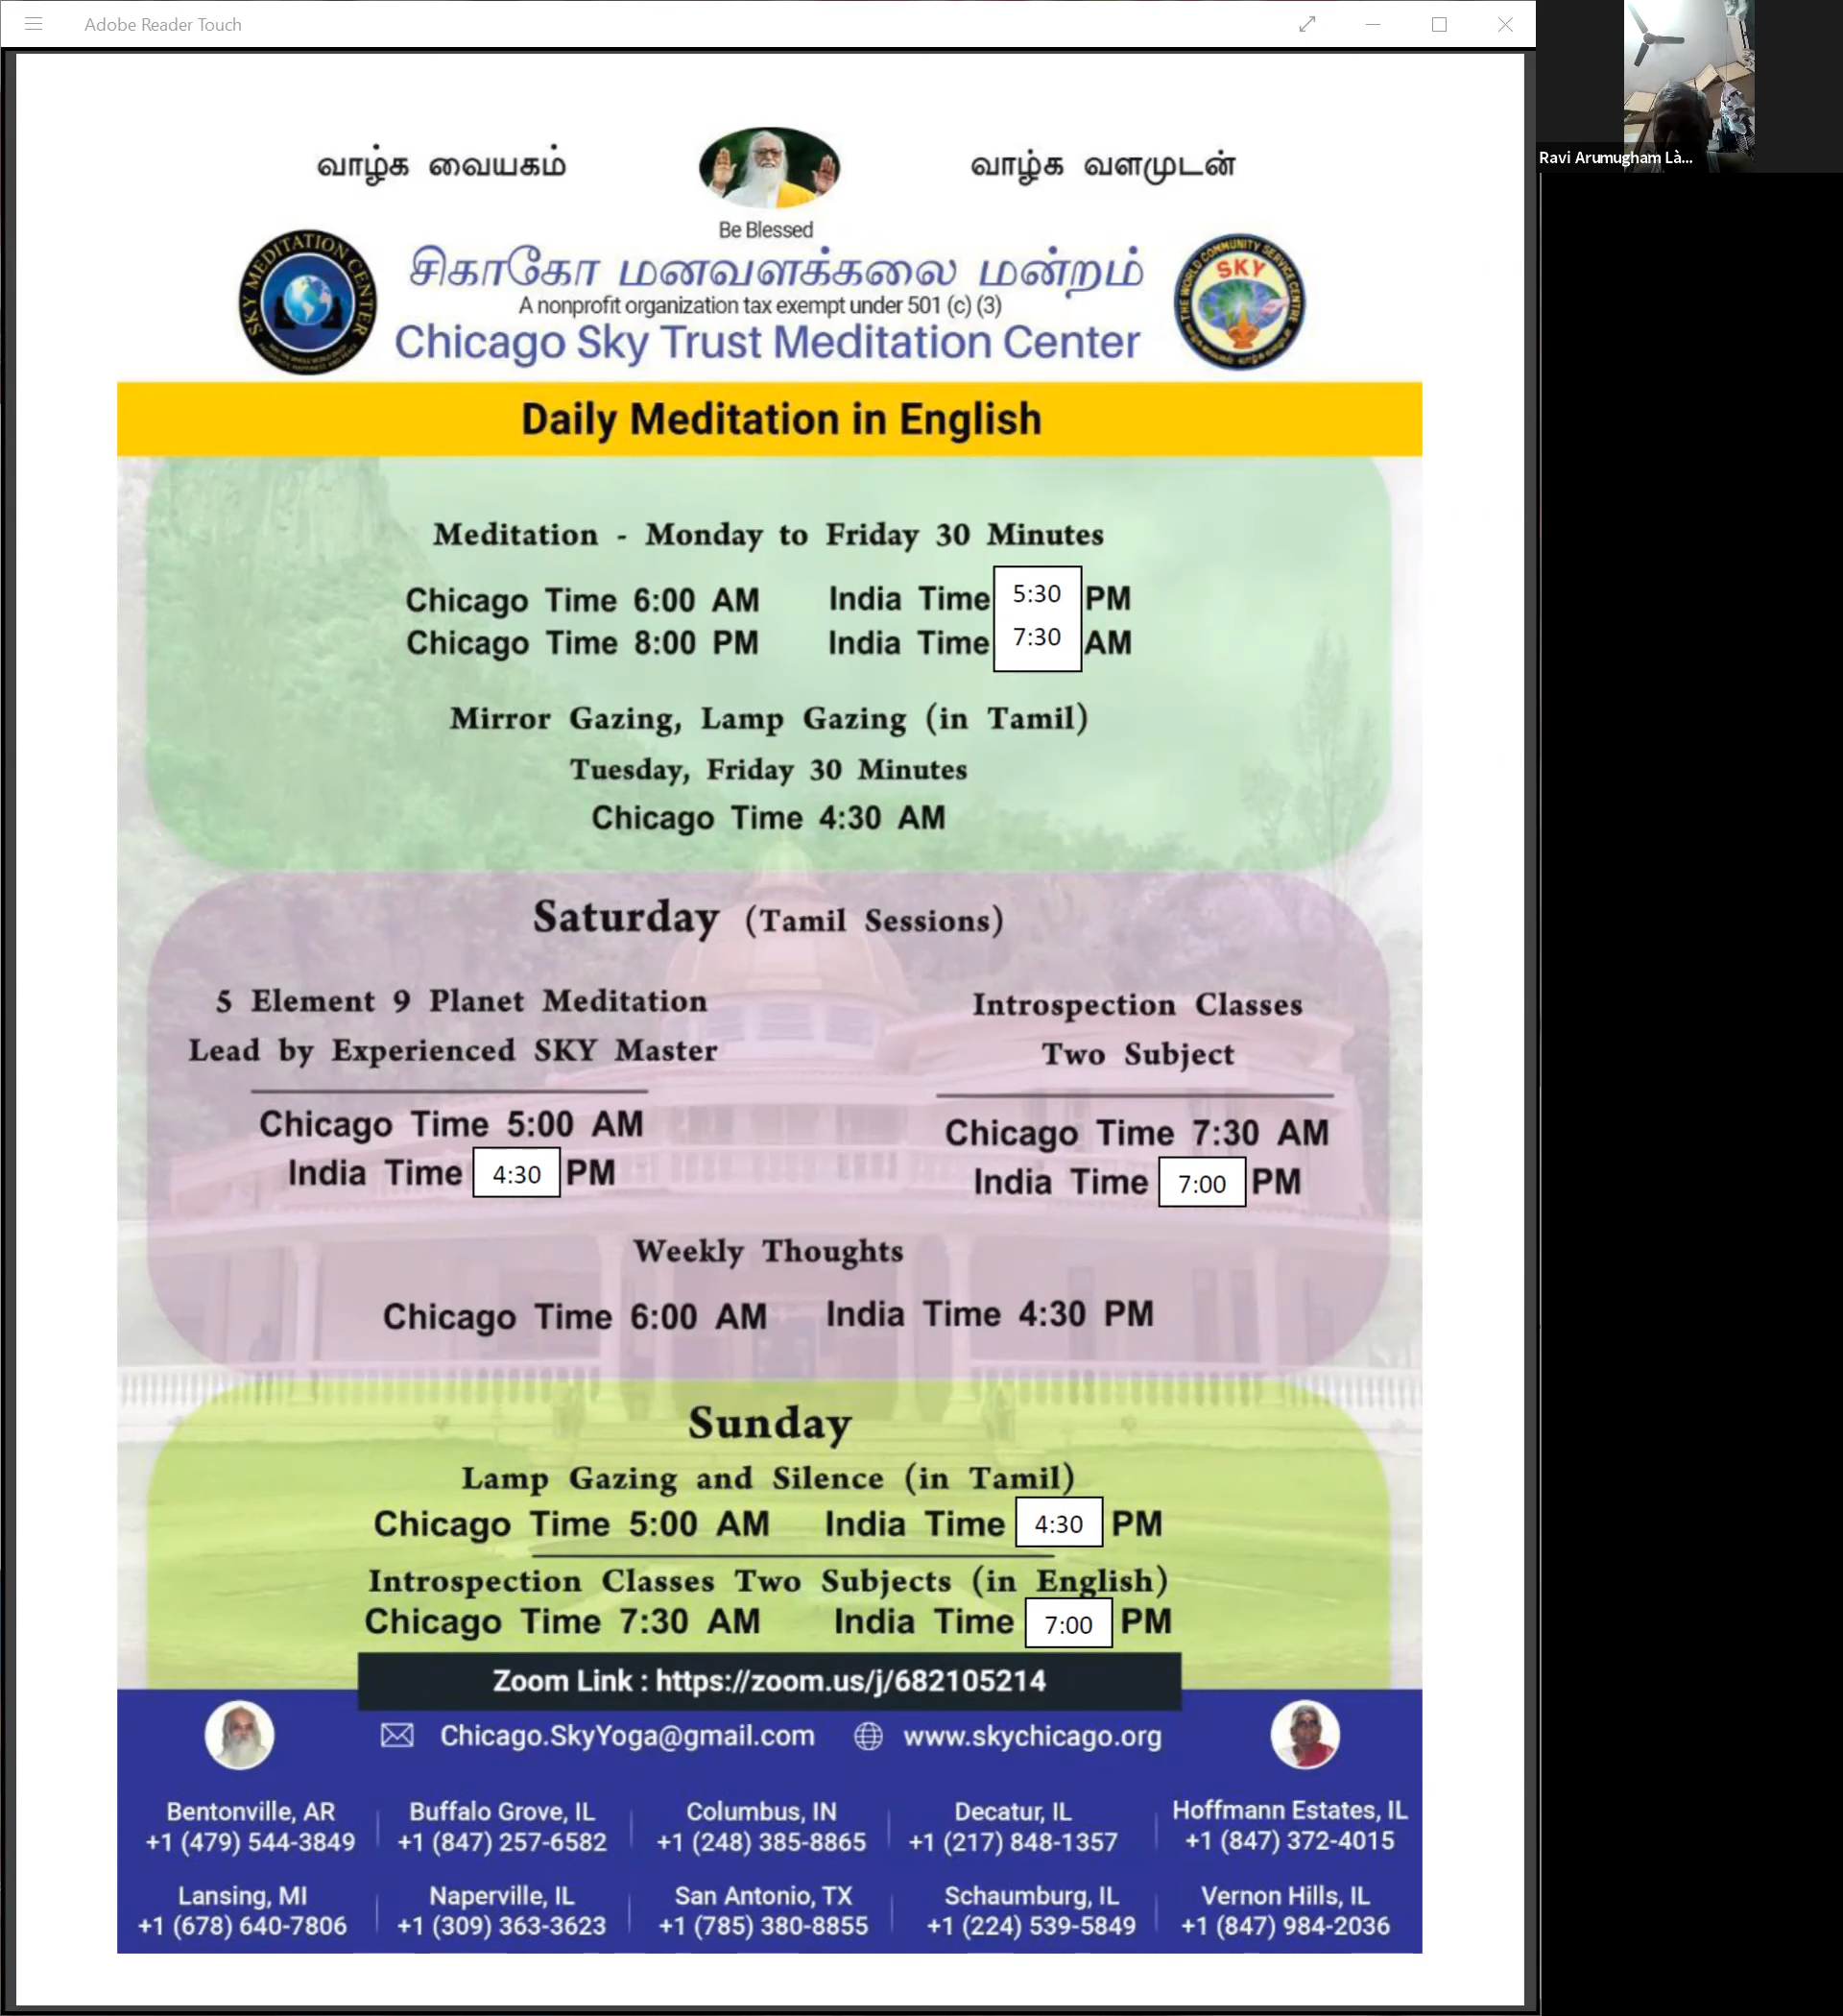 Adobe Reader Touch
Ravi Arumugham Là...
வாழ்க வையகம்
வாழ்க வளமுடன்
Be Blessed
SKY MEDITATION CENTER
சிகாகோ மனவளக்கலை மன்றம்
A nonprofit organization tax exempt under 501 (c) (3)
Chicago Sky Trust Meditation Center
THE WORLD COMMUNITY SERVICE CENTRE
SKY
Daily Meditation in English
Meditation - Monday to Friday 30 Minutes
Chicago Time 6:00 AM India Time 5:30 PM
Chicago Time 8:00 PM India Time 7:30 AM
Mirror Gazing, Lamp Gazing (in Tamil)
Tuesday, Friday 30 Minutes
Chicago Time 4:30 AM
Saturday (Tamil Sessions)
5 Element 9 Planet Meditation
Lead by Experienced SKY Master
Chicago Time 5:00 AM
India Time 4:30 PM
Introspection Classes
Two Subject
Chicago Time 7:30 AM
India Time 7:00 PM
Weekly Thoughts
Chicago Time 6:00 AM India Time 4:30 PM
Sunday
Lamp Gazing and Silence (in Tamil)
Chicago Time 5:00 AM India Time 4:30 PM
Introspection Classes Two Subjects (in English)
Chicago Time 7:30 AM India Time 7:00 PM
Zoom Link : https://zoom.us/j/682105214
Chicago.SkyYoga@gmail.com www.skychicago.org
Bentonville, AR
+1 (479) 544-3849
Buffalo Grove, IL
+1 (847) 257-6582
Columbus, IN
+1 (248) 385-8865
Decatur, IL
+1 (217) 848-1357
Hoffmann Estates, IL
+1 (847) 372-4015
Lansing, MI
+1 (678) 640-7806
Naperville, IL
+1 (309) 363-3623
San Antonio, TX
+1 (785) 380-8855
Schaumburg, IL
+1 (224) 539-5849
Vernon Hills, IL
+1 (847) 984-2036